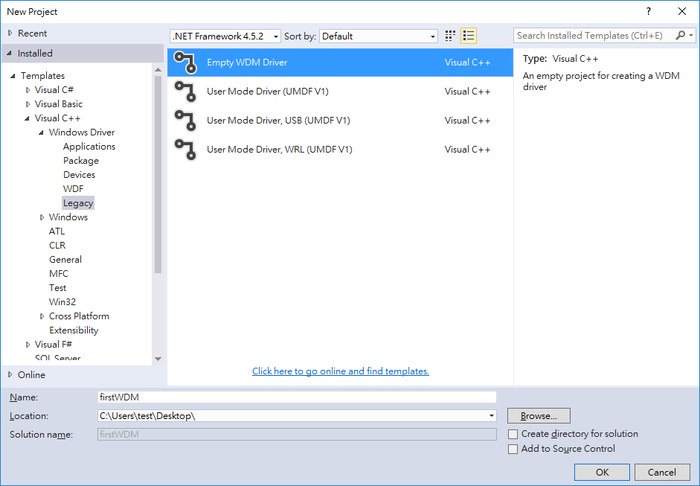 New Project
? X
Recent
Installed
Templates
Visual C#
Visual Basic
Visual C++
Windows Driver
Applications
Package
Devices
WDF
Legacy
Windows
ATL
CLR
General
MFC
Test
Win32
Cross Platform
Extensibility
Visual F#
SQL Server
Online
.NET Framework 4.5.2
Sort by: Default
Empty WDM Driver Visual C++
User Mode Driver (UMDF V1) Visual C++
User Mode Driver, USB (UMDF V1) Visual C++
User Mode Driver, WRL (UMDF V1) Visual C++
Click here to go online and find templates.
Search Installed Templates (Ctrl+E)
Type: Visual C++
An empty project for creating a WDM
driver
Name: firstWDM
Location: C:\Users\test\Desktop\
Browse...
Solution name: firstWDM
Create directory for solution
Add to Source Control
OK Cancel